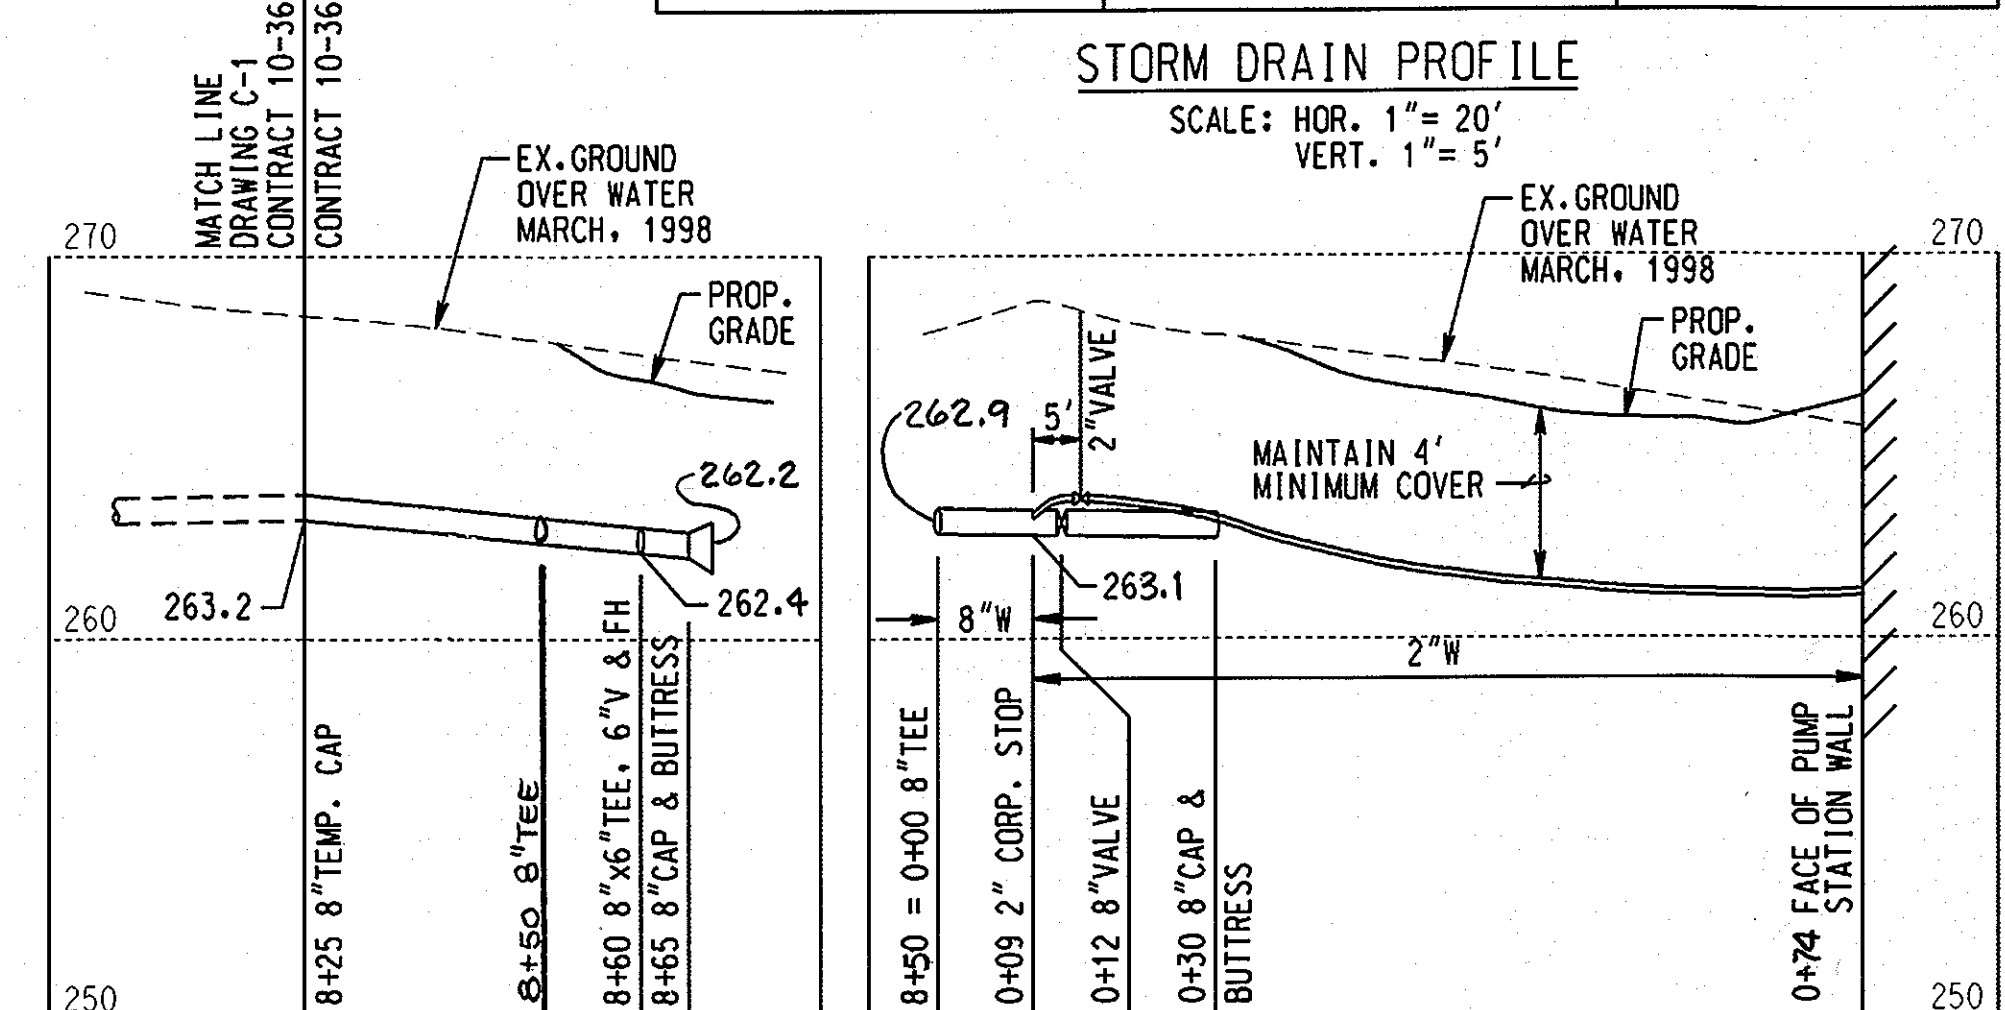 STORM DRAIN PROFILE
SCALE: HOR. 1"= 20'
VERT. 1"= 5'
MATCH LINE
DRAWING C-1
CONTRACT 10-36
CONTRACT 10-36
EX.GROUND
OVER WATER
MARCH, 1998
PROP.
GRADE
270
260
250
263.2
262.2
262.4
8+25 8"TEMP. CAP
8+50 8"TEE
8+60 8"x6"TEE, 6"V & FH
8+65 8"CAP & BUTTRESS
EX.GROUND
OVER WATER
MARCH, 1998
PROP.
GRADE
270
260
250
262.9
5'
2"VALVE
MAINTAIN 4'
MINIMUM COVER
263.1
8"W
2"W
8+50 = 0+00 8"TEE
0+09 2" CORP. STOP
0+12 8"VALVE
0+30 8"CAP &
BUTTRESS
0+74 FACE OF PUMP
STATION WALL